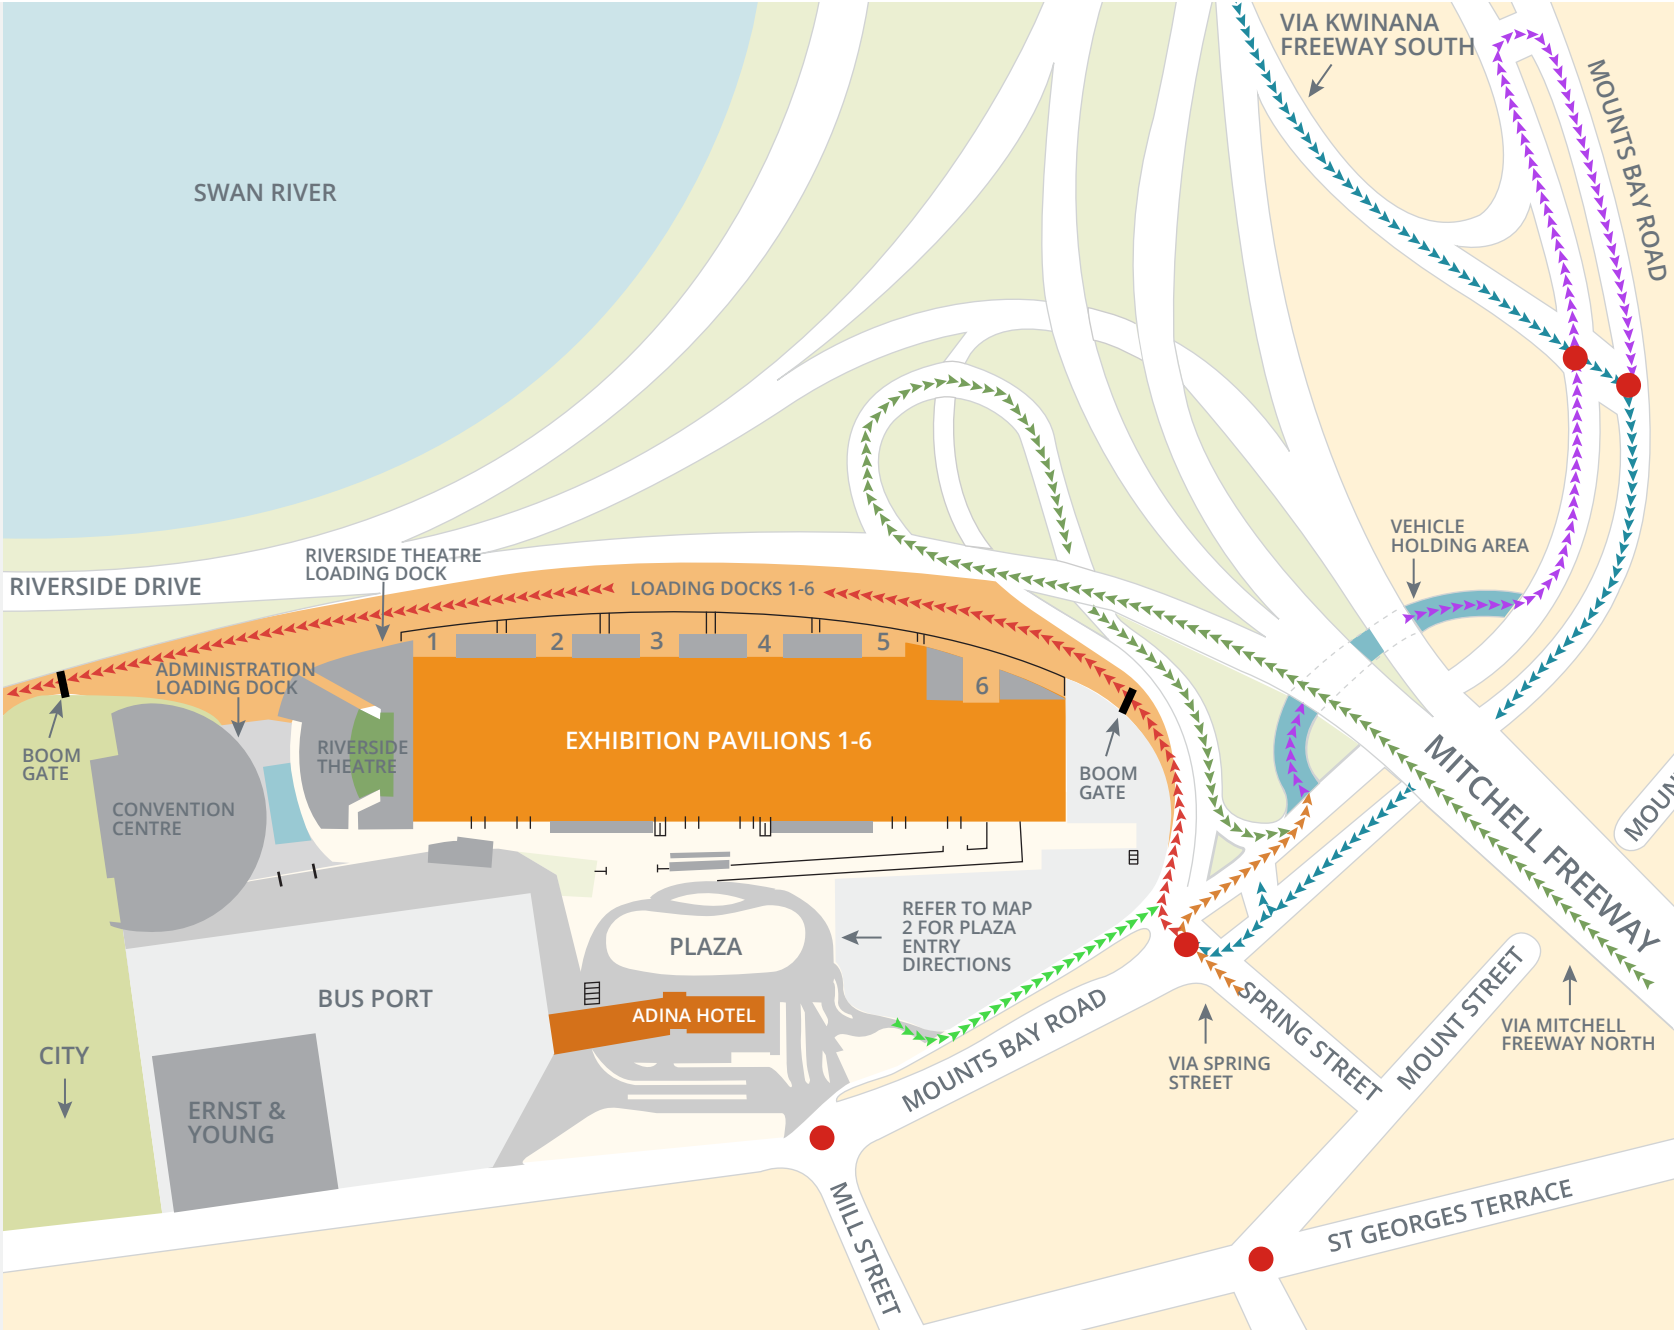 VIA KWINANA
FREEWAY SOUTH
MOUNTS BAY ROAD
SWAN RIVER
VEHICLE
HOLDING AREA
RIVERSIDE THEATRE
LOADING DOCK
RIVERSIDE DRIVE
LOADING DOCKS 1-6
1
2
3
4
5
6
ADMINISTRATION
LOADING DOCK
BOOM
GATE
RIVERSIDE
THEATRE
EXHIBITION PAVILIONS 1-6
BOOM
GATE
CONVENTION
CENTRE
MITCHELL FREEWAY
REFER TO MAP
2 FOR PLAZA
ENTRY
DIRECTIONS
PLAZA
BUS PORT
ADINA HOTEL
CITY
ERNST &
YOUNG
MOUNTS BAY ROAD
SPRING STREET
MOUNT STREET
VIA SPRING
STREET
VIA MITCHELL
FREEWAY NORTH
MILL STREET
ST GEORGES TERRACE
MOUN